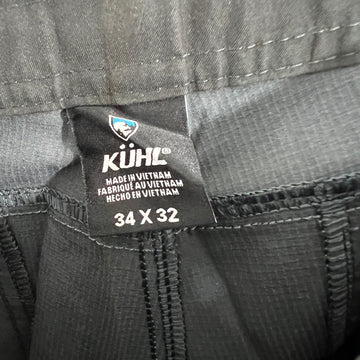 KÜHL®
MADE IN VIETNAM
FABRIQUÉ AU VIETNAM
HECHO EN VIETNAM
34 X 32